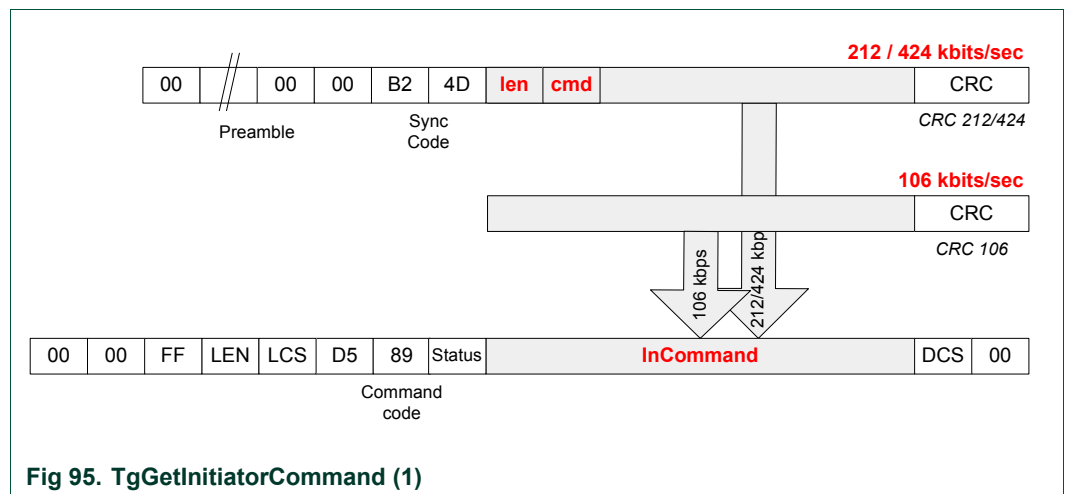 212 / 424 kbits/sec
00 00 00 B2 4D len cmd CRC
Preamble
Sync
Code
CRC 212/424
106 kbits/sec
CRC
CRC 106
106 kbps
212/424 kbp
00 00 FF LEN LCS D5 89 Status InCommand DCS 00
Command
code
Fig 95. TgGetInitiatorCommand (1)